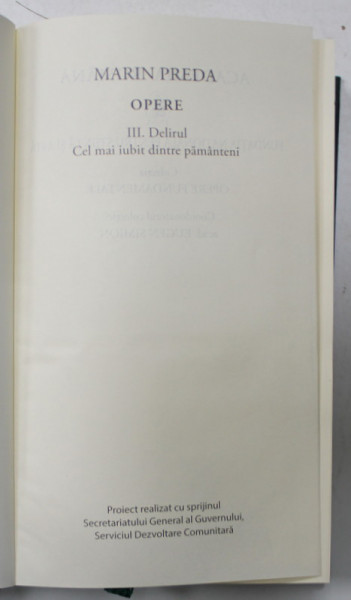 MARIN PREDA
OPERE
III. Delirul
Cel mai iubit dintre pământeni
Proiect realizat cu sprijinul
Secretariatului General al Guvernului,
Serviciul Dezvoltare Comunitară